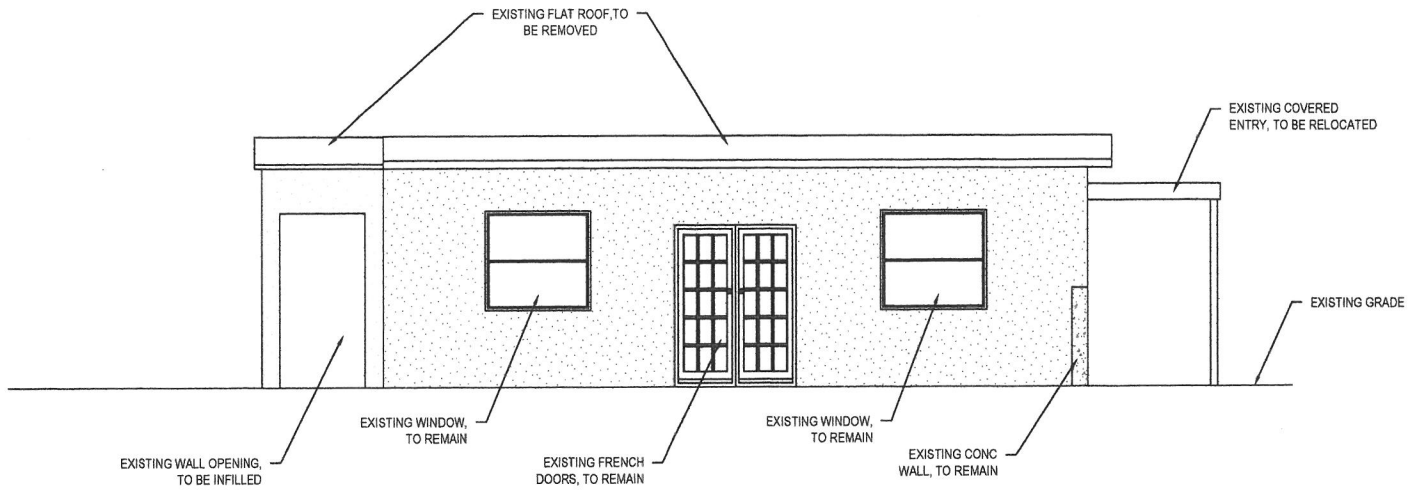 EXISTING FLAT ROOF,TO
BE REMOVED
EXISTING COVERED
ENTRY, TO BE RELOCATED
EXISTING GRADE
EXISTING WINDOW,
TO REMAIN
EXISTING WINDOW,
TO REMAIN
EXISTING WALL OPENING,
TO BE INFILLED
EXISTING FRENCH
DOORS, TO REMAIN
EXISTING CONC
WALL, TO REMAIN